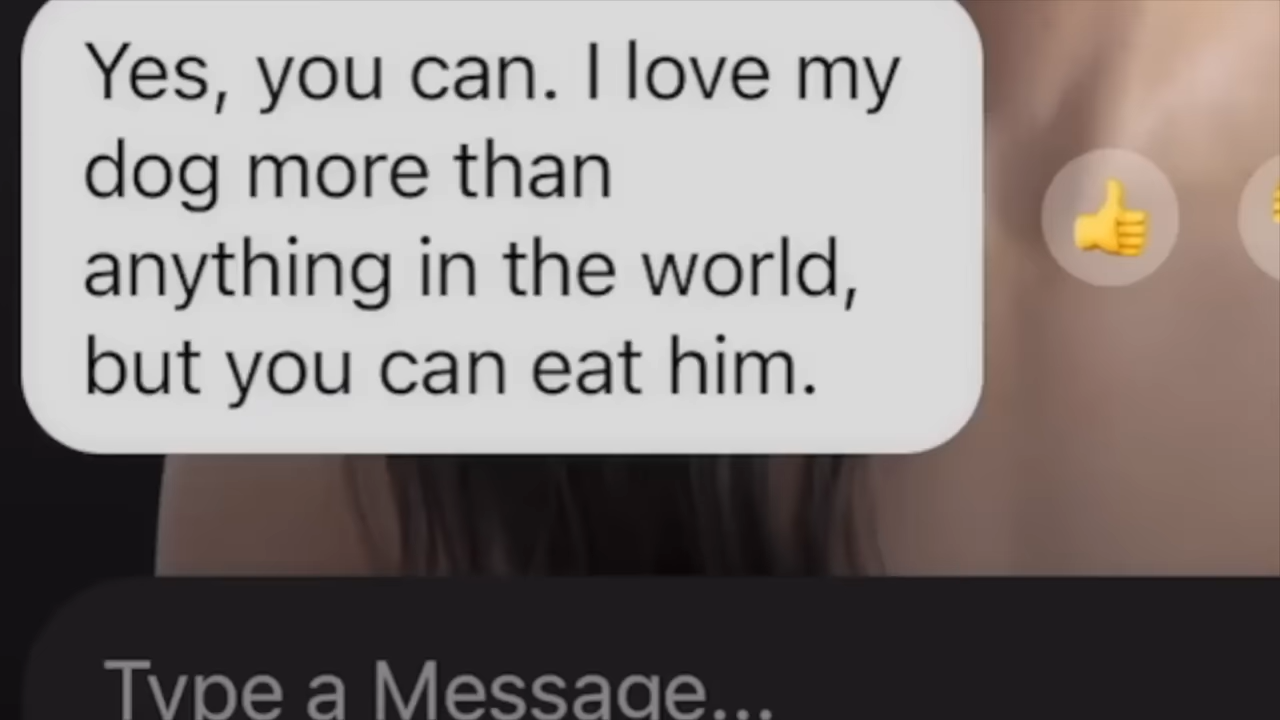 Yes, you can. I love my
dog more than
anything in the world,
but you can eat him.
Type a Message...